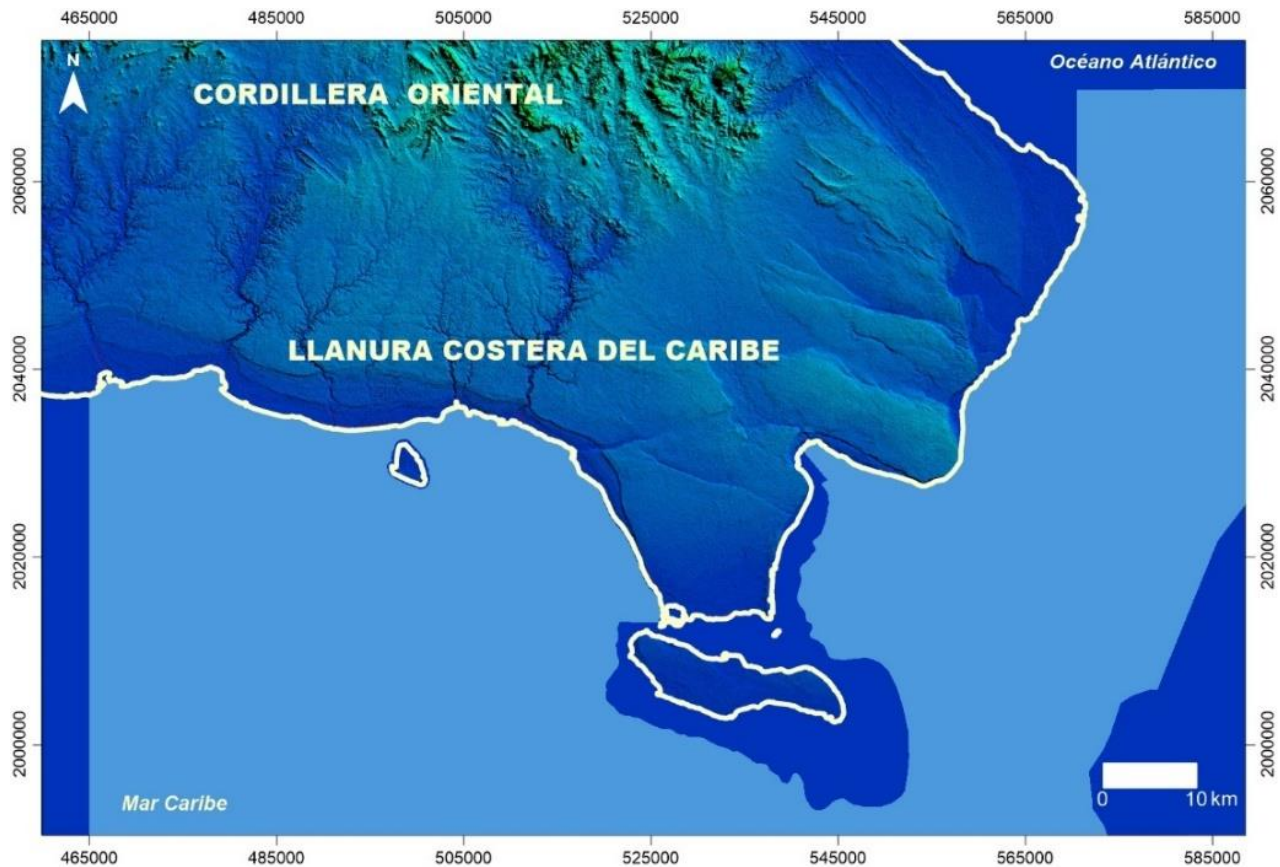 465000 485000 505000 525000 545000 565000 585000
N
Océano Atlántico
CORDILLERA ORIENTAL
2060000 2060000
LLANURA COSTERA DEL CARIBE
2040000 2040000
2020000 2020000
2000000 2000000
Mar Caribe
0 10 km
465000 485000 505000 525000 545000 565000 585000